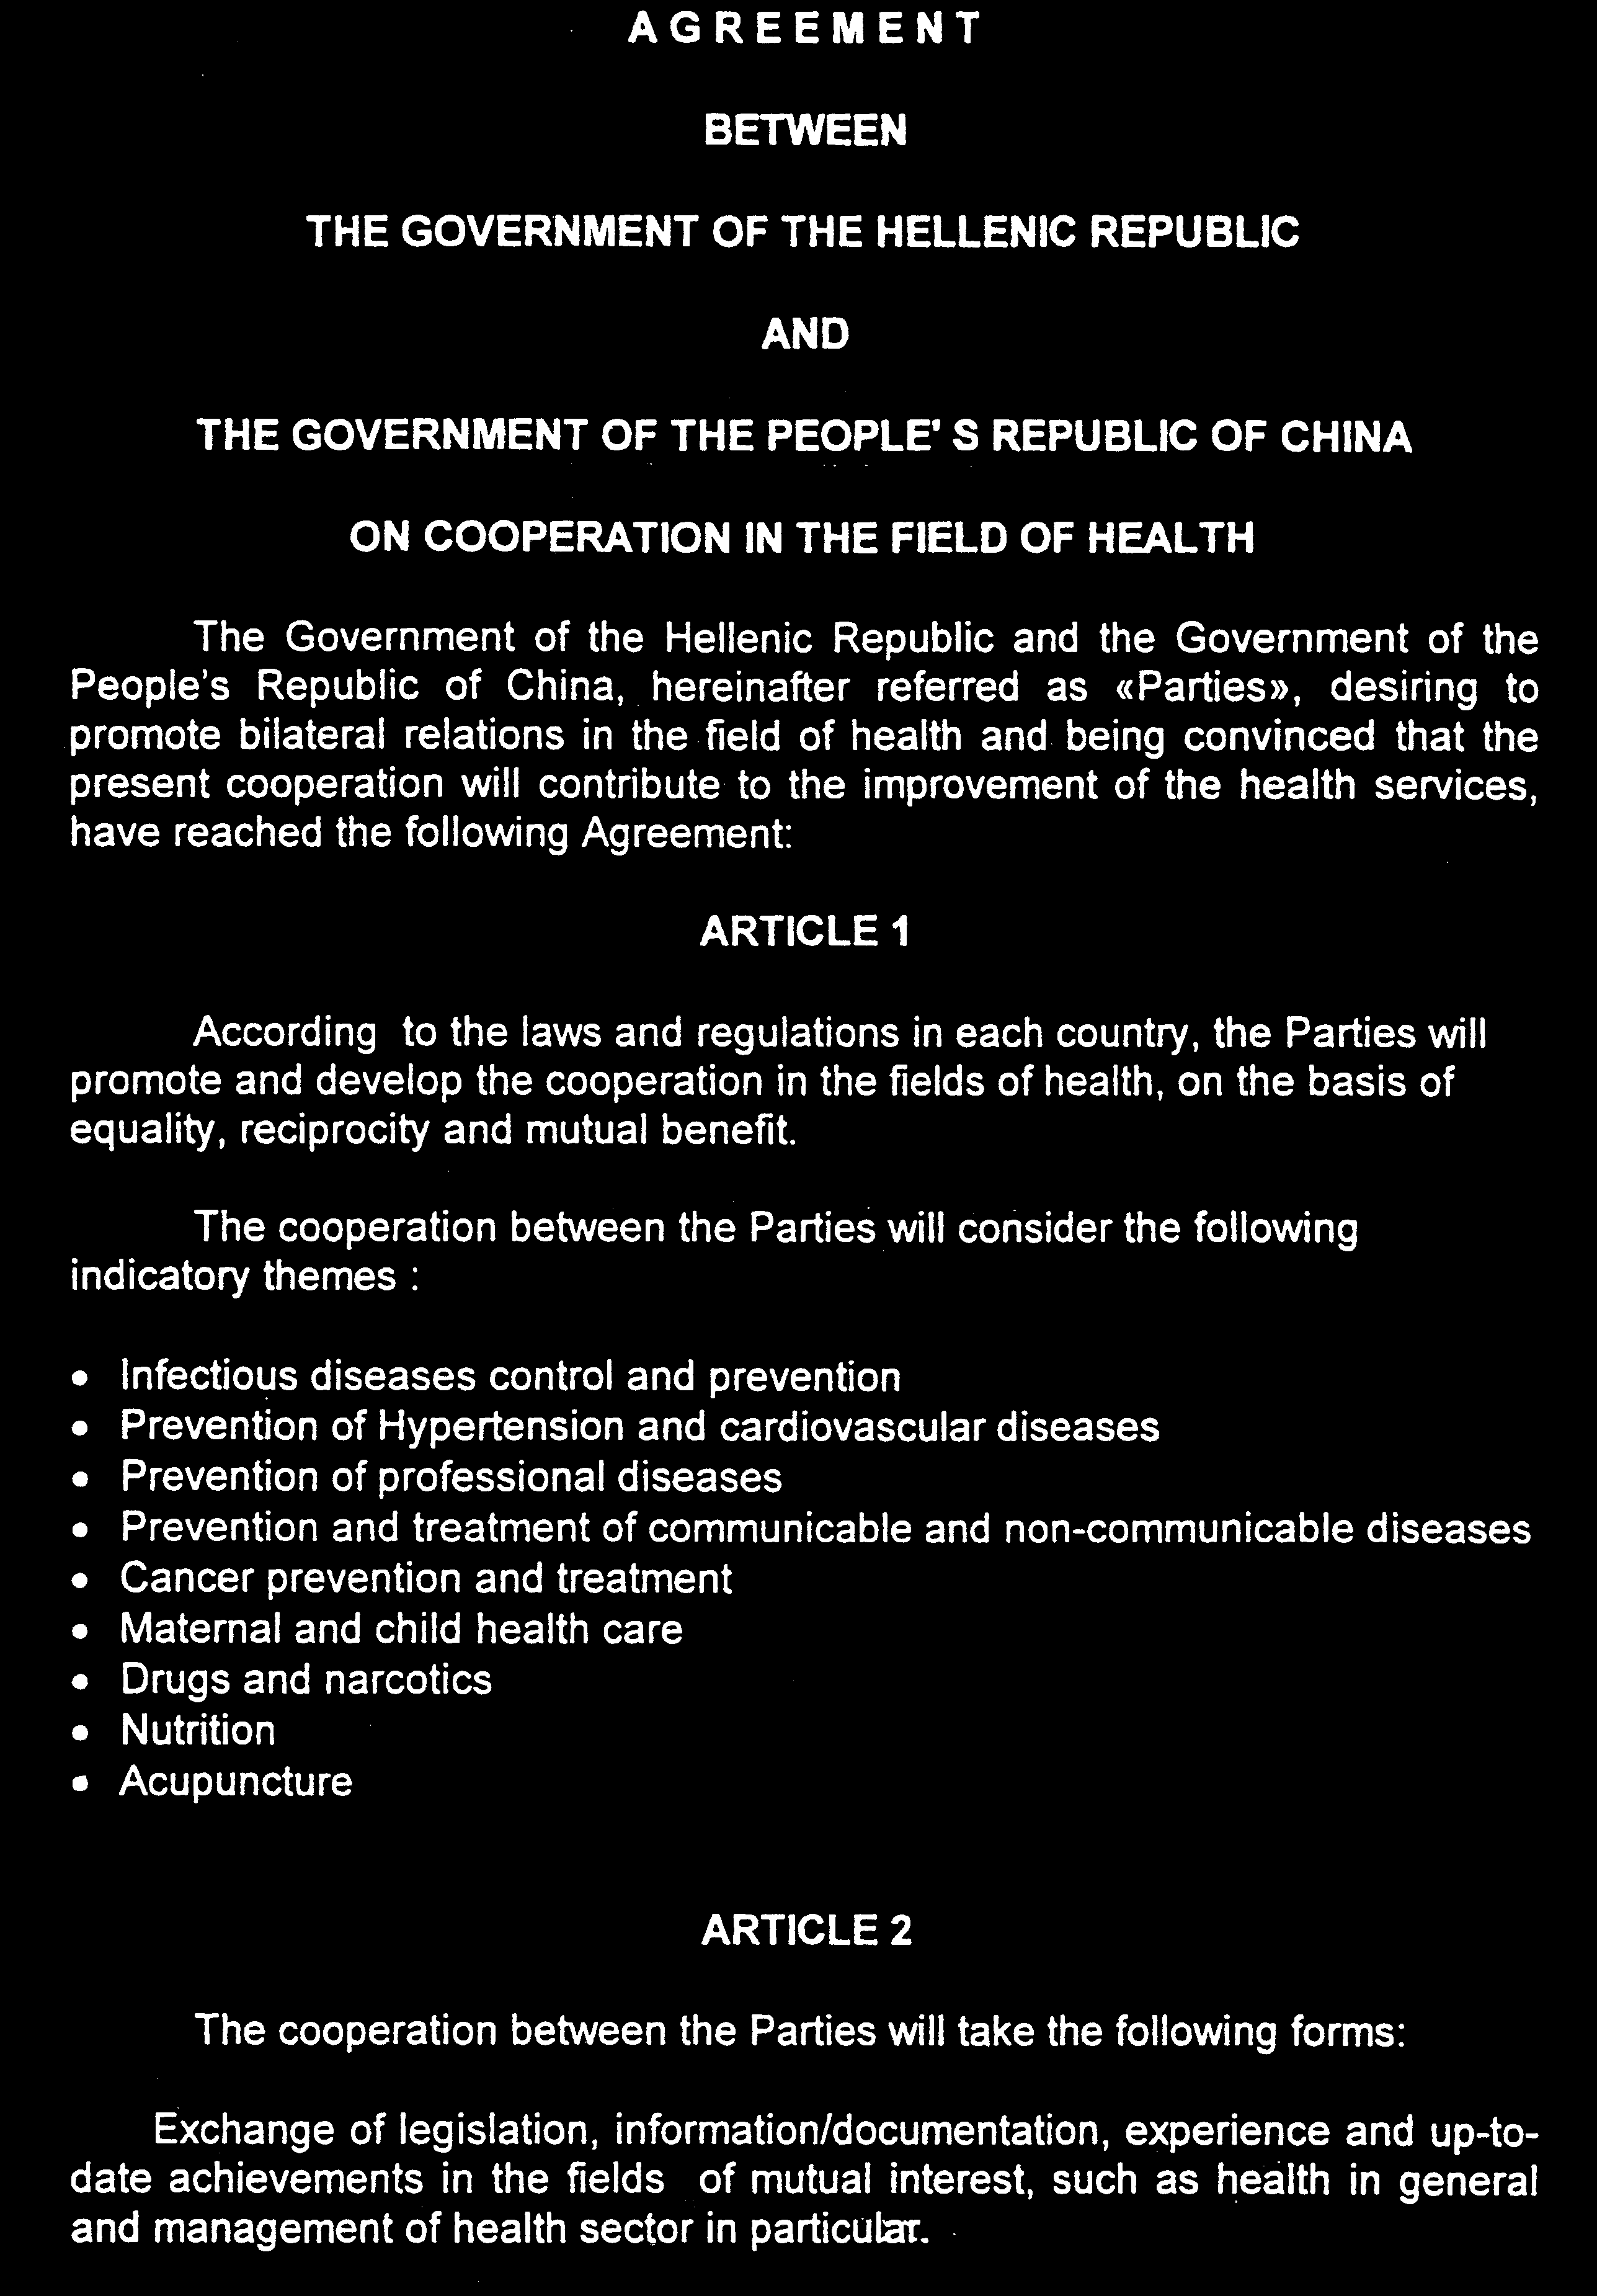 A G R E E M E N T
BETWEEN
THE GOVERNMENT OF THE HELLENIC REPUBLIC
AND
THE GOVERNMENT OF THE PEOPLE' S REPUBLIC OF CHINA
ON COOPERATION IN THE FIELD OF HEALTH
The Government of the Hellenic Republic and the Government of the
People's Republic of China, hereinafter referred as «Parties», desiring to
promote bilateral relations in the field of health and being convinced that the
present cooperation will contribute to the improvement of the health services,
have reached the following Agreement:
ARTICLE 1
According to the laws and regulations in each country, the Parties will
promote and develop the cooperation in the fields of health, on the basis of
equality, reciprocity and mutual benefit.
The cooperation between the Parties will consider the following
indicatory themes :
• Infectious diseases control and prevention
• Prevention of Hypertension and cardiovascular diseases
• Prevention of professional diseases
• Prevention and treatment of communicable and non-communicable diseases
• Cancer prevention and treatment
• Maternal and child health care
• Drugs and narcotics
• Nutrition
• Acupuncture
ARTICLE 2
The cooperation between the Parties will take the following forms:
Exchange of legislation, information/documentation, experience and up-to-
date achievements in the fields of mutual interest, such as health in general
and management of health sector in particular.